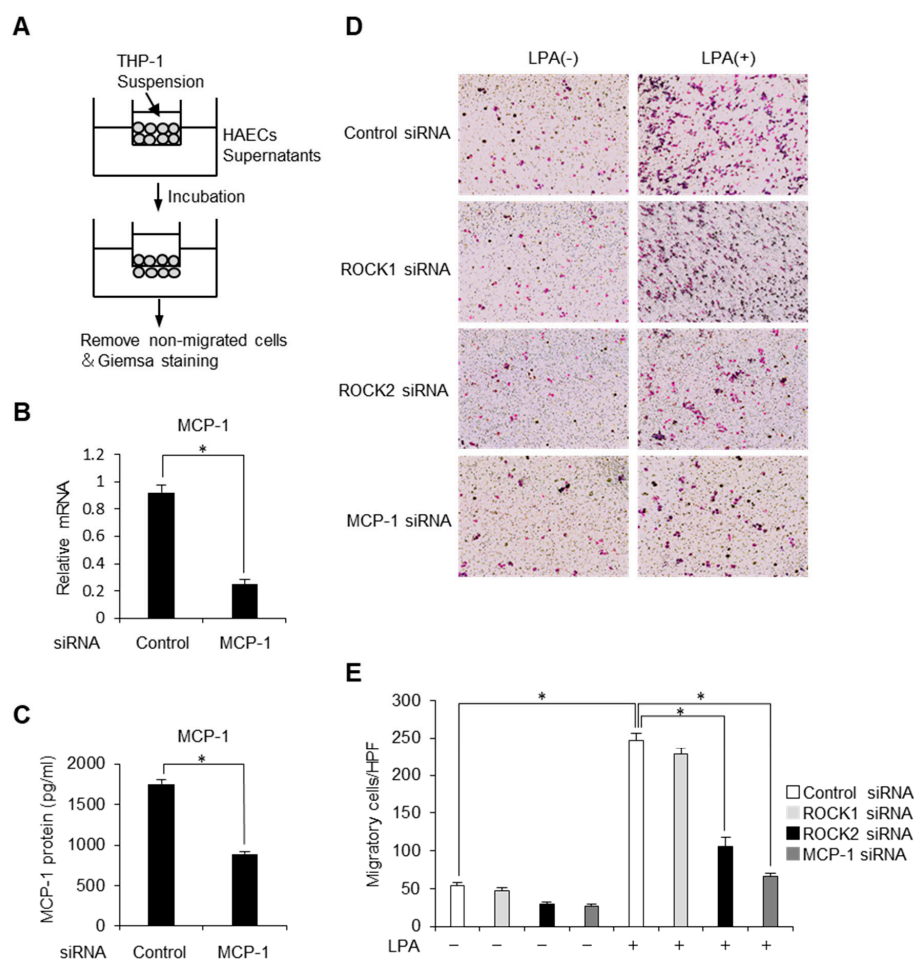 A
THP-1
Suspension
HAECs
Supernatants
Incubation
Remove non-migrated cells
& Giemsa staining
B
MCP-1
*
1.2
1
0.8
0.6
0.4
0.2
0
Relative mRNA
siRNA Control MCP-1
C
MCP-1
*
2000
1500
1000
500
0
MCP-1 protein (pg/ml)
siRNA Control MCP-1
D
LPA(-) LPA(+)
Control siRNA
ROCK1 siRNA
ROCK2 siRNA
MCP-1 siRNA
E
* *
*
300
250
200
150
100
50
0
Migratory cells/HPF
LPA – – – – + + + +
Control siRNA
ROCK1 siRNA
ROCK2 siRNA
MCP-1 siRNA